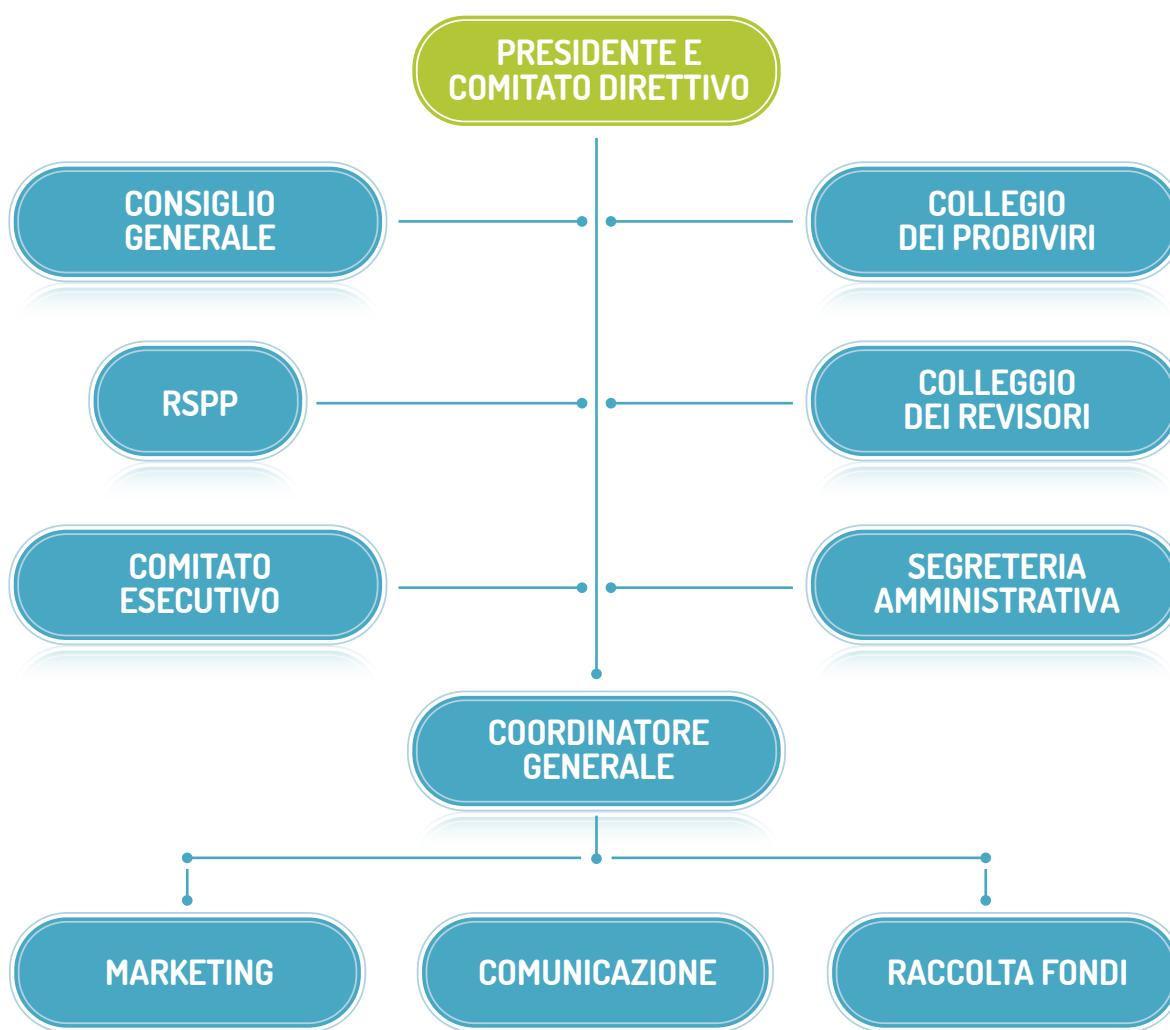 PRESIDENTE E
COMITATO DIRETTIVO
CONSIGLIO
GENERALE
COLLEGIO
DEI PROBIVIRI
RSPP
COLLEGGIO
DEI REVISORI
COMITATO
ESECUTIVO
SEGRETERIA
AMMINISTRATIVA
COORDINATORE
GENERALE
MARKETING
COMUNICAZIONE
RACCOLTA FONDI